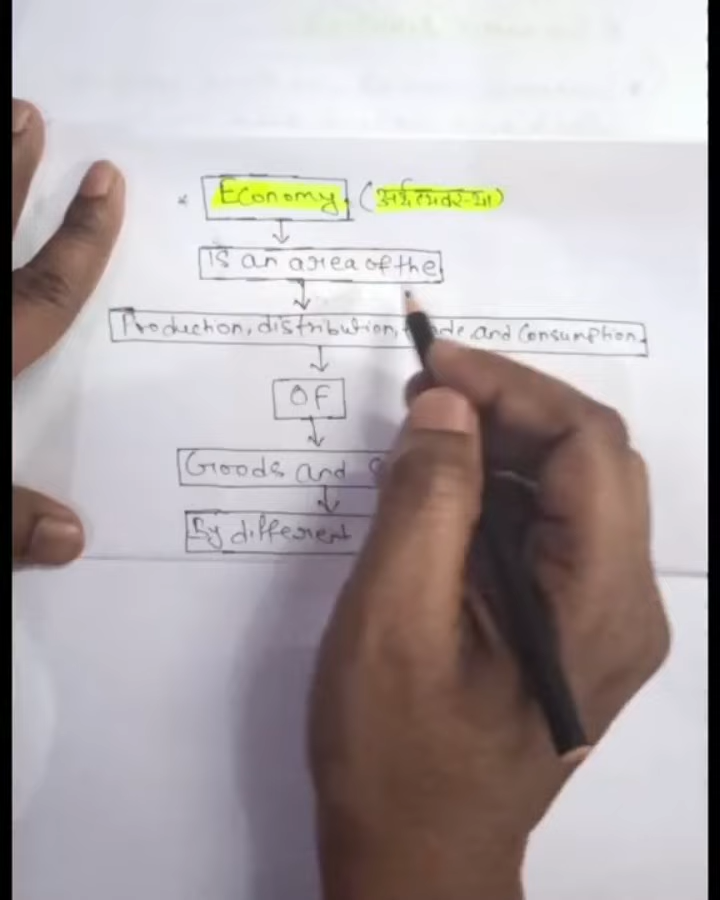 * Economy (अर्थव्यवस्था)
Is an area of the
Production, distribution, and Consumption.
OF
Goods and
By different